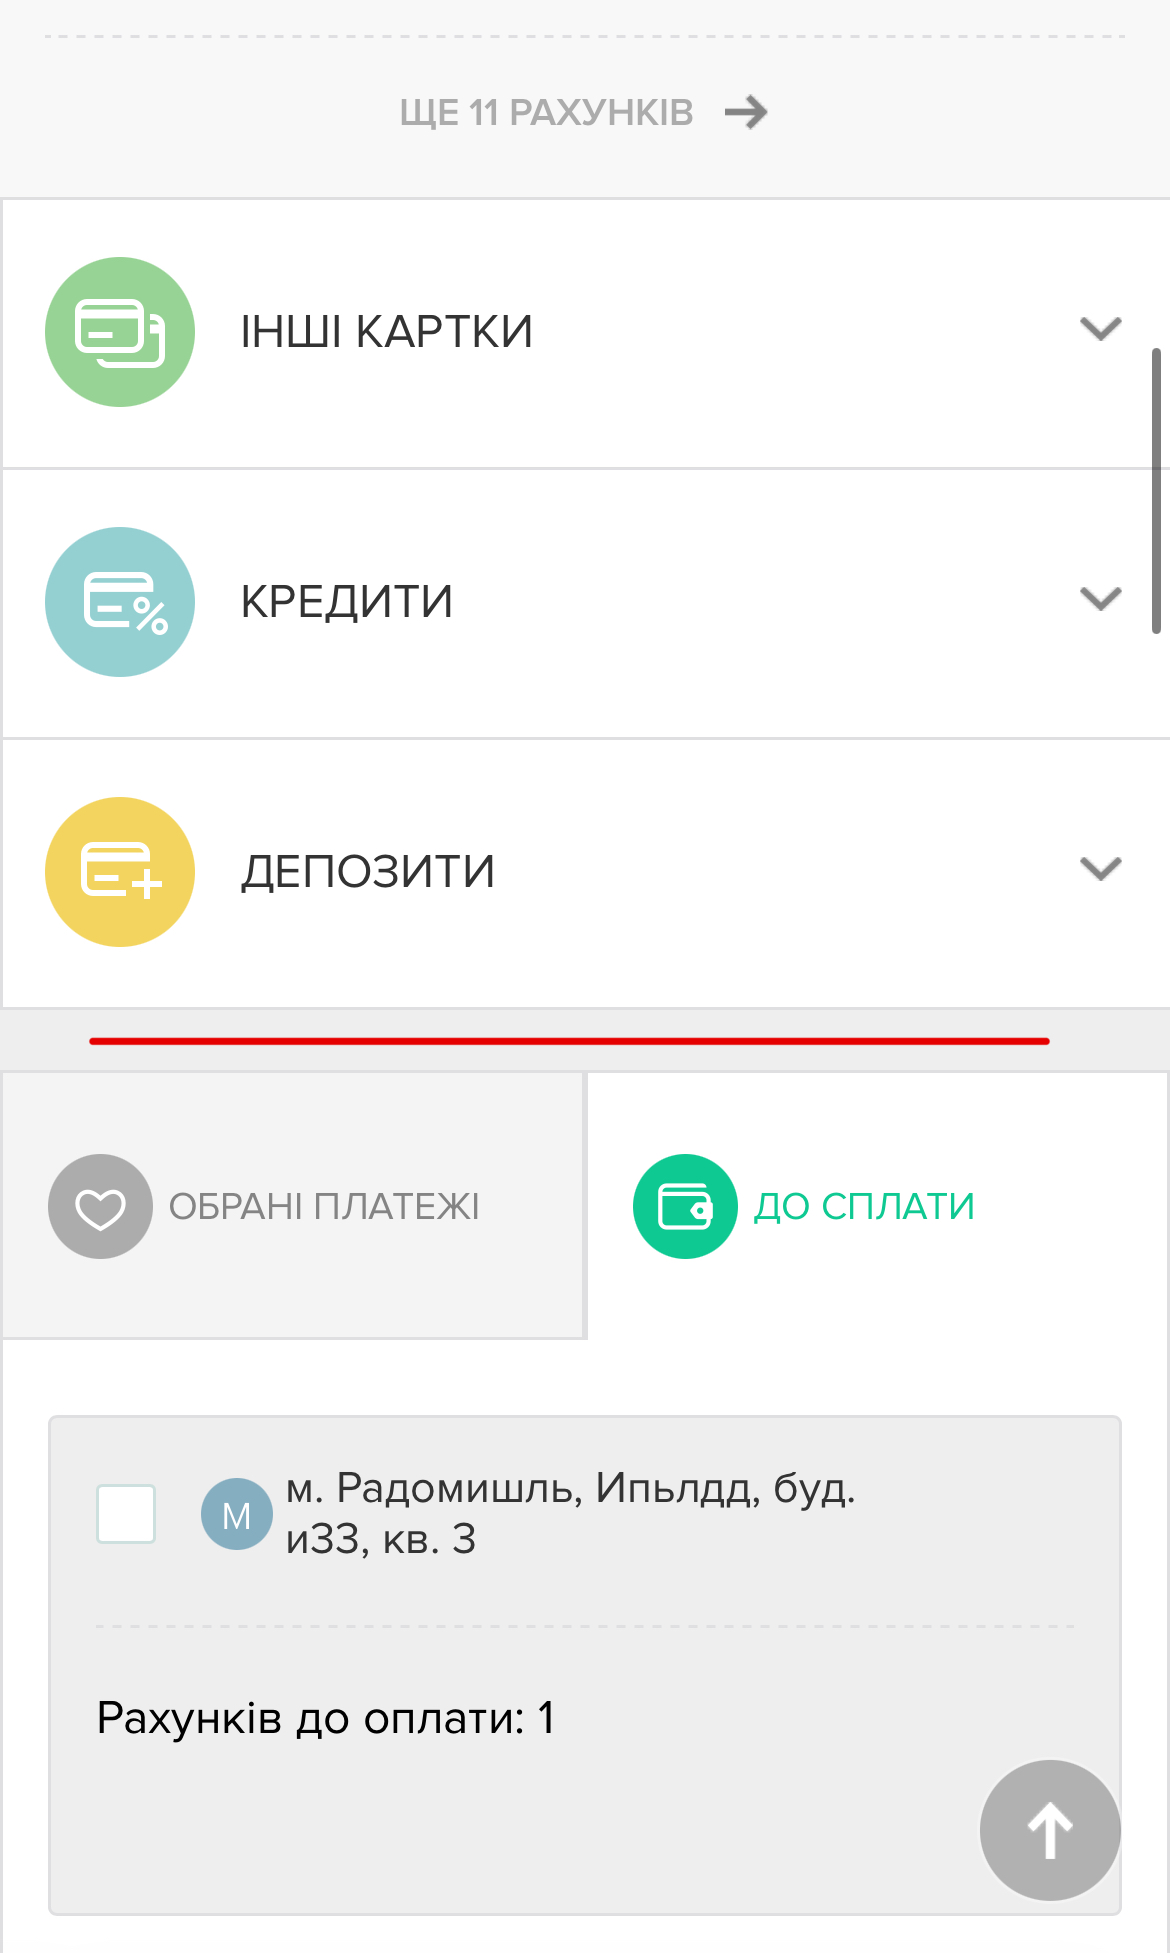 ЩЕ 11 РАХУНКІВ
ІНШІ КАРТКИ
КРЕДИТИ
ДЕПОЗИТИ
ОБРАНІ ПЛАТЕЖІ
ДО СПЛАТИ
М
м. Радомишль, Ипьлдд, буд.
и33, кв. 3
Рахунків до оплати: 1